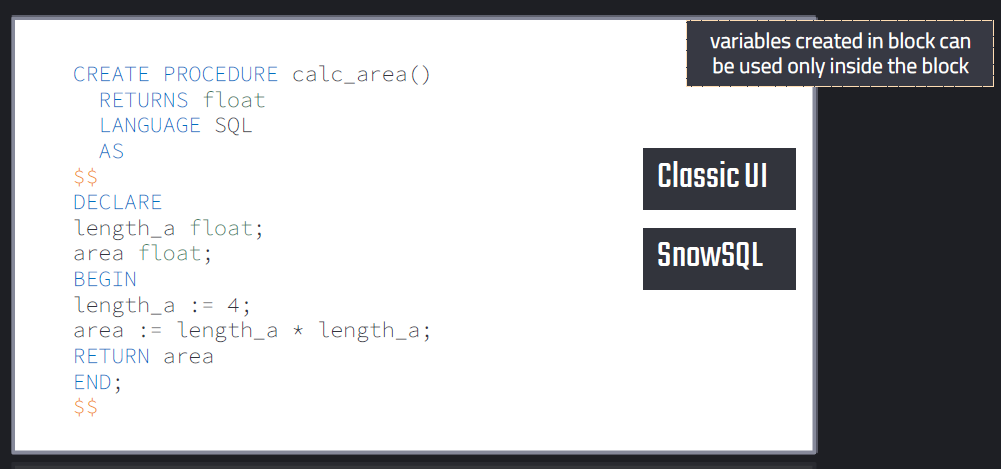 variables created in block can
be used only inside the block
CREATE PROCEDURE calc_area()
  RETURNS float
  LANGUAGE SQL
  AS
$$
DECLARE
length_a float;
area float;
BEGIN
length_a := 4;
area := length_a * length_a;
RETURN area
END;
$$
Classic UI
SnowSQL